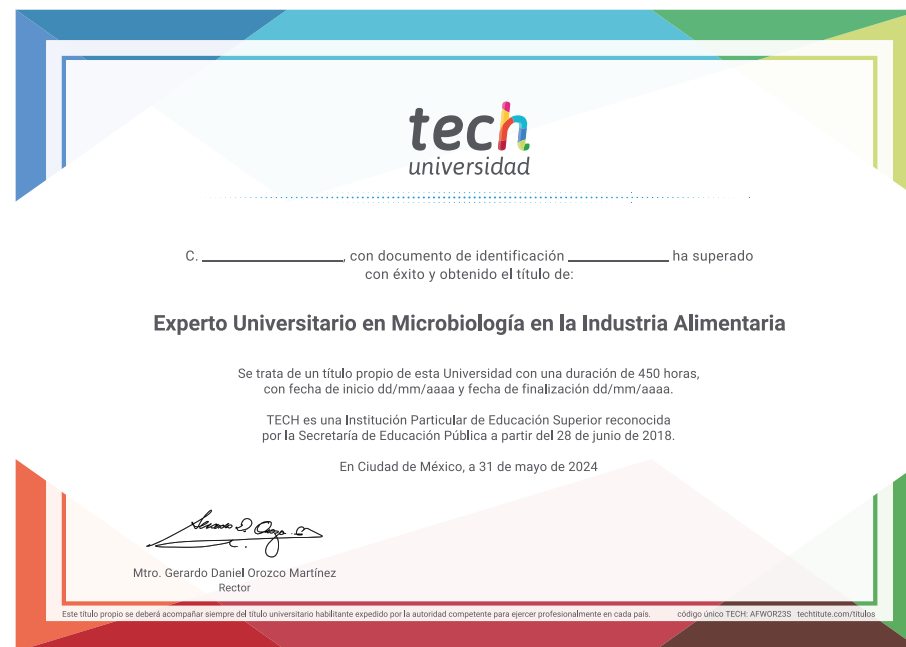 tech
universidad
C. ____________________, con documento de identificación ______________ ha superado
con éxito y obtenido el título de:
Experto Universitario en Microbiología en la Industria Alimentaria
Se trata de un título propio de esta Universidad con una duración de 450 horas,
con fecha de inicio dd/mm/aaaa y fecha de finalización dd/mm/aaaa.
TECH es una Institución Particular de Educación Superior reconocida
por la Secretaría de Educación Pública a partir del 28 de junio de 2018.
En Ciudad de México, a 31 de mayo de 2024
Mtro. Gerardo Daniel Orozco Martínez
Rector
Este título propio se deberá acompañar siempre del título universitario habilitante expedido por la autoridad competente para ejercer profesionalmente en cada país. código único TECH: AFWOR23S techtitute.com/titulos